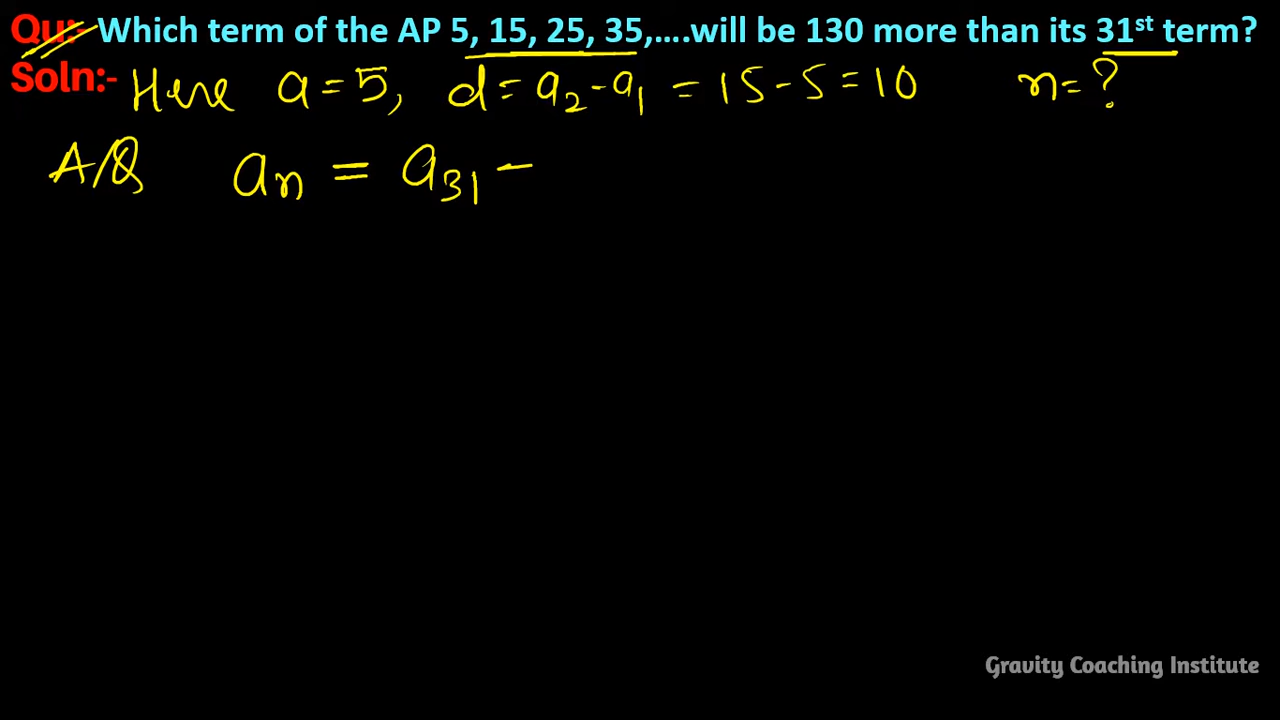 Qu:- Which term of the AP 5, 15, 25, 35,....will be 130 more than its 31st term?
Soln:- Here a = 5, d = a2 - a1 = 15 - 5 = 10 n = ?
A/Q an = a31 -
Gravity Coaching Institute